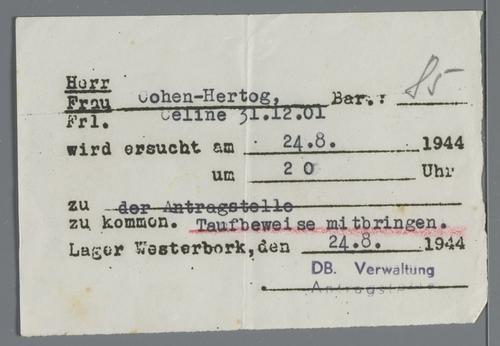 Herr
Frau Cohen-Hertog, Bar.: 85
Frl. Celine 31.12.01
wird ersucht am 24.8. 1944
um 20 Uhr
zu der Antragstelle
zu kommen. Taufbeweise mitbringen.
Lager Westerbork, den 24.8. 1944
DB. Verwaltung
Antragstelle